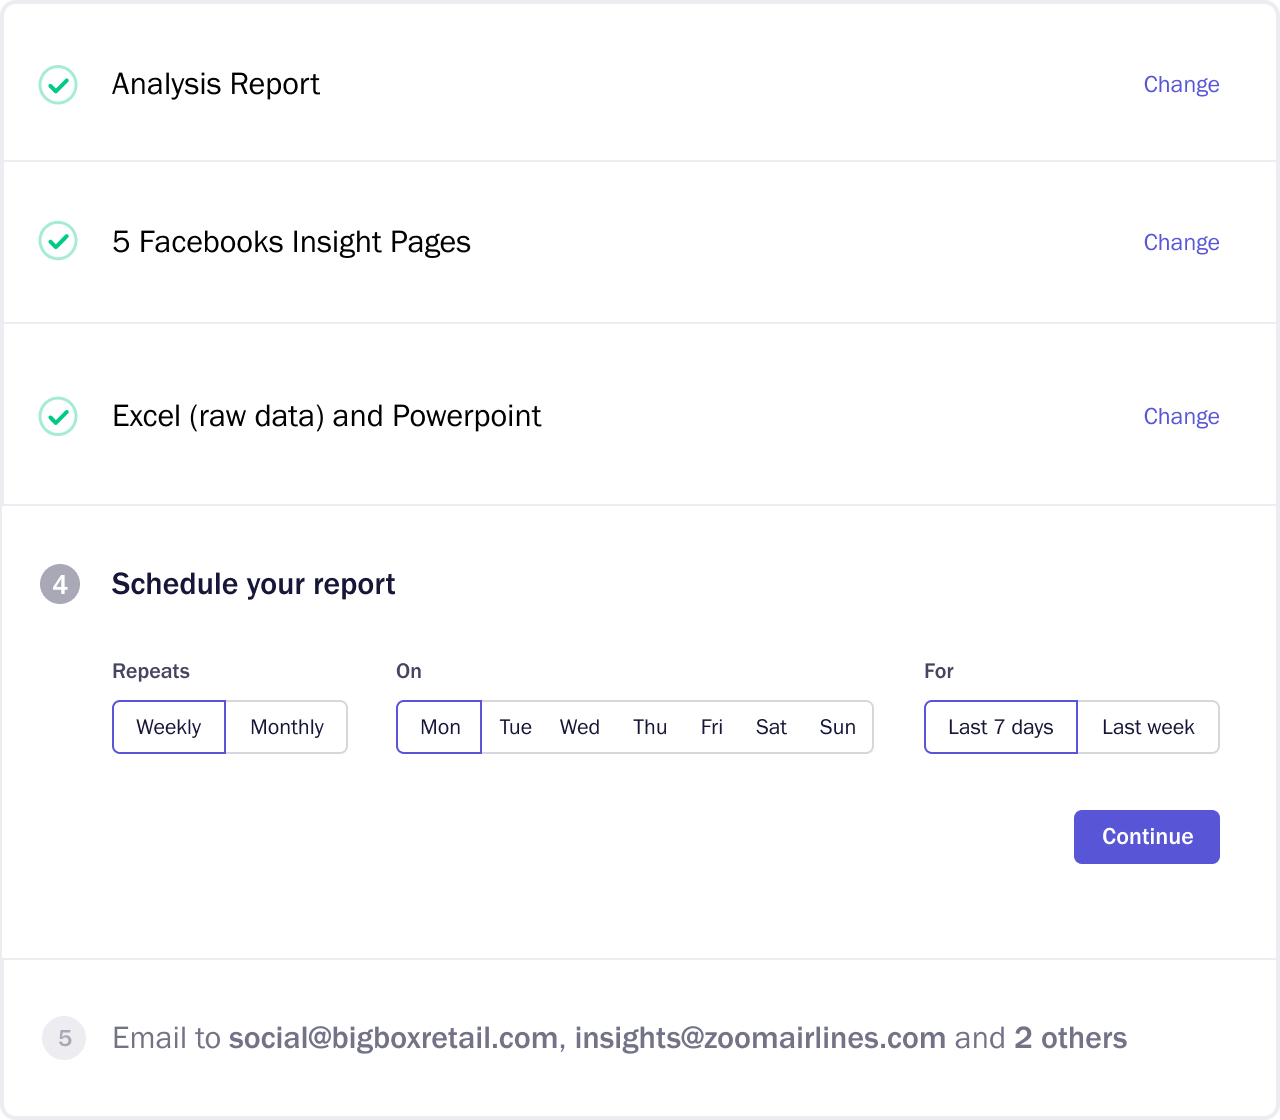 Analysis Report Change
5 Facebooks Insight Pages Change
Excel (raw data) and Powerpoint Change
4 Schedule your report
Repeats On For
Weekly Monthly Mon Tue Wed Thu Fri Sat Sun Last 7 days Last week
Continue
5 Email to social@bigboxretail.com, insights@zoomairlines.com and 2 others